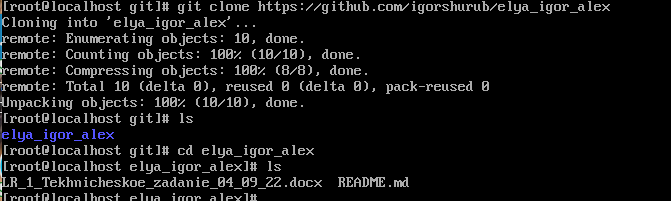 [root@localhost git]# git clone https://github.com/igorshurub/elya_igor_alex
Cloning into 'elya_igor_alex'...
remote: Enumerating objects: 10, done.
remote: Counting objects: 100% (10/10), done.
remote: Compressing objects: 100% (8/8), done.
remote: Total 10 (delta 0), reused 0 (delta 0), pack-reused 0
Unpacking objects: 100% (10/10), done.
[root@localhost git]# ls
elya_igor_alex
[root@localhost git]# cd elya_igor_alex
[root@localhost elya_igor_alex]# ls
LR_1_Tekhnicheskoe_zadanie_04_09_22.docx  README.md
[root@localhost elya_igor_alex]#